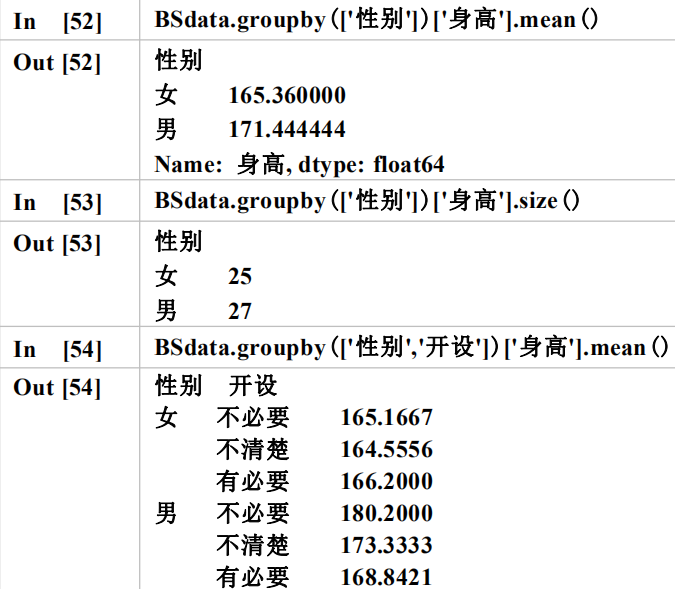 In [52] BSdata.groupby(['性别'])['身高'].mean()
Out [52] 性别
女 165.360000
男 171.444444
Name: 身高, dtype: float64
In [53] BSdata.groupby(['性别'])['身高'].size()
Out [53] 性别
女 25
男 27
In [54] BSdata.groupby(['性别','开设'])['身高'].mean()
Out [54] 性别 开设
女 不必要 165.1667
不清楚 164.5556
有必要 166.2000
男 不必要 180.2000
不清楚 173.3333
有必要 168.8421